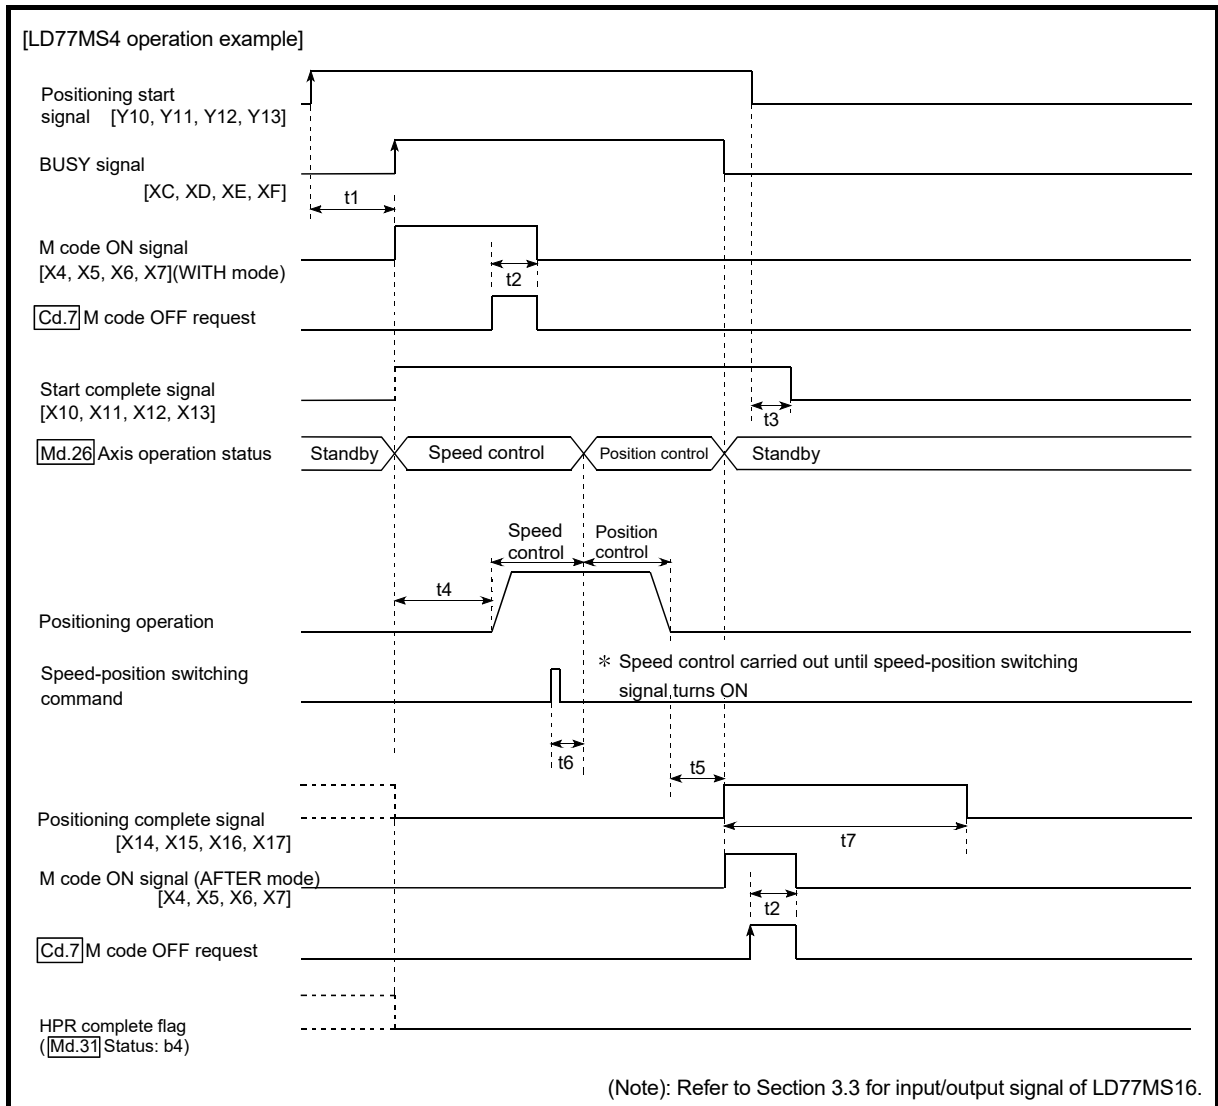 [LD77MS4 operation example]
Positioning start
signal [Y10, Y11, Y12, Y13]
BUSY signal
[XC, XD, XE, XF]
t1
M code ON signal
[X4, X5, X6, X7](WITH mode)
t2
Cd.7 M code OFF request
Start complete signal
[X10, X11, X12, X13]
t3
Md.26 Axis operation status
Standby
Speed control
Position control
Standby
Speed
control
Position
control
t4
Positioning operation
Speed-position switching
command
* Speed control carried out until speed-position switching
signal turns ON
t6
t5
Positioning complete signal
[X14, X15, X16, X17]
t7
M code ON signal (AFTER mode)
[X4, X5, X6, X7]
t2
Cd.7 M code OFF request
HPR complete flag
( Md.31 Status: b4)
(Note): Refer to Section 3.3 for input/output signal of LD77MS16.